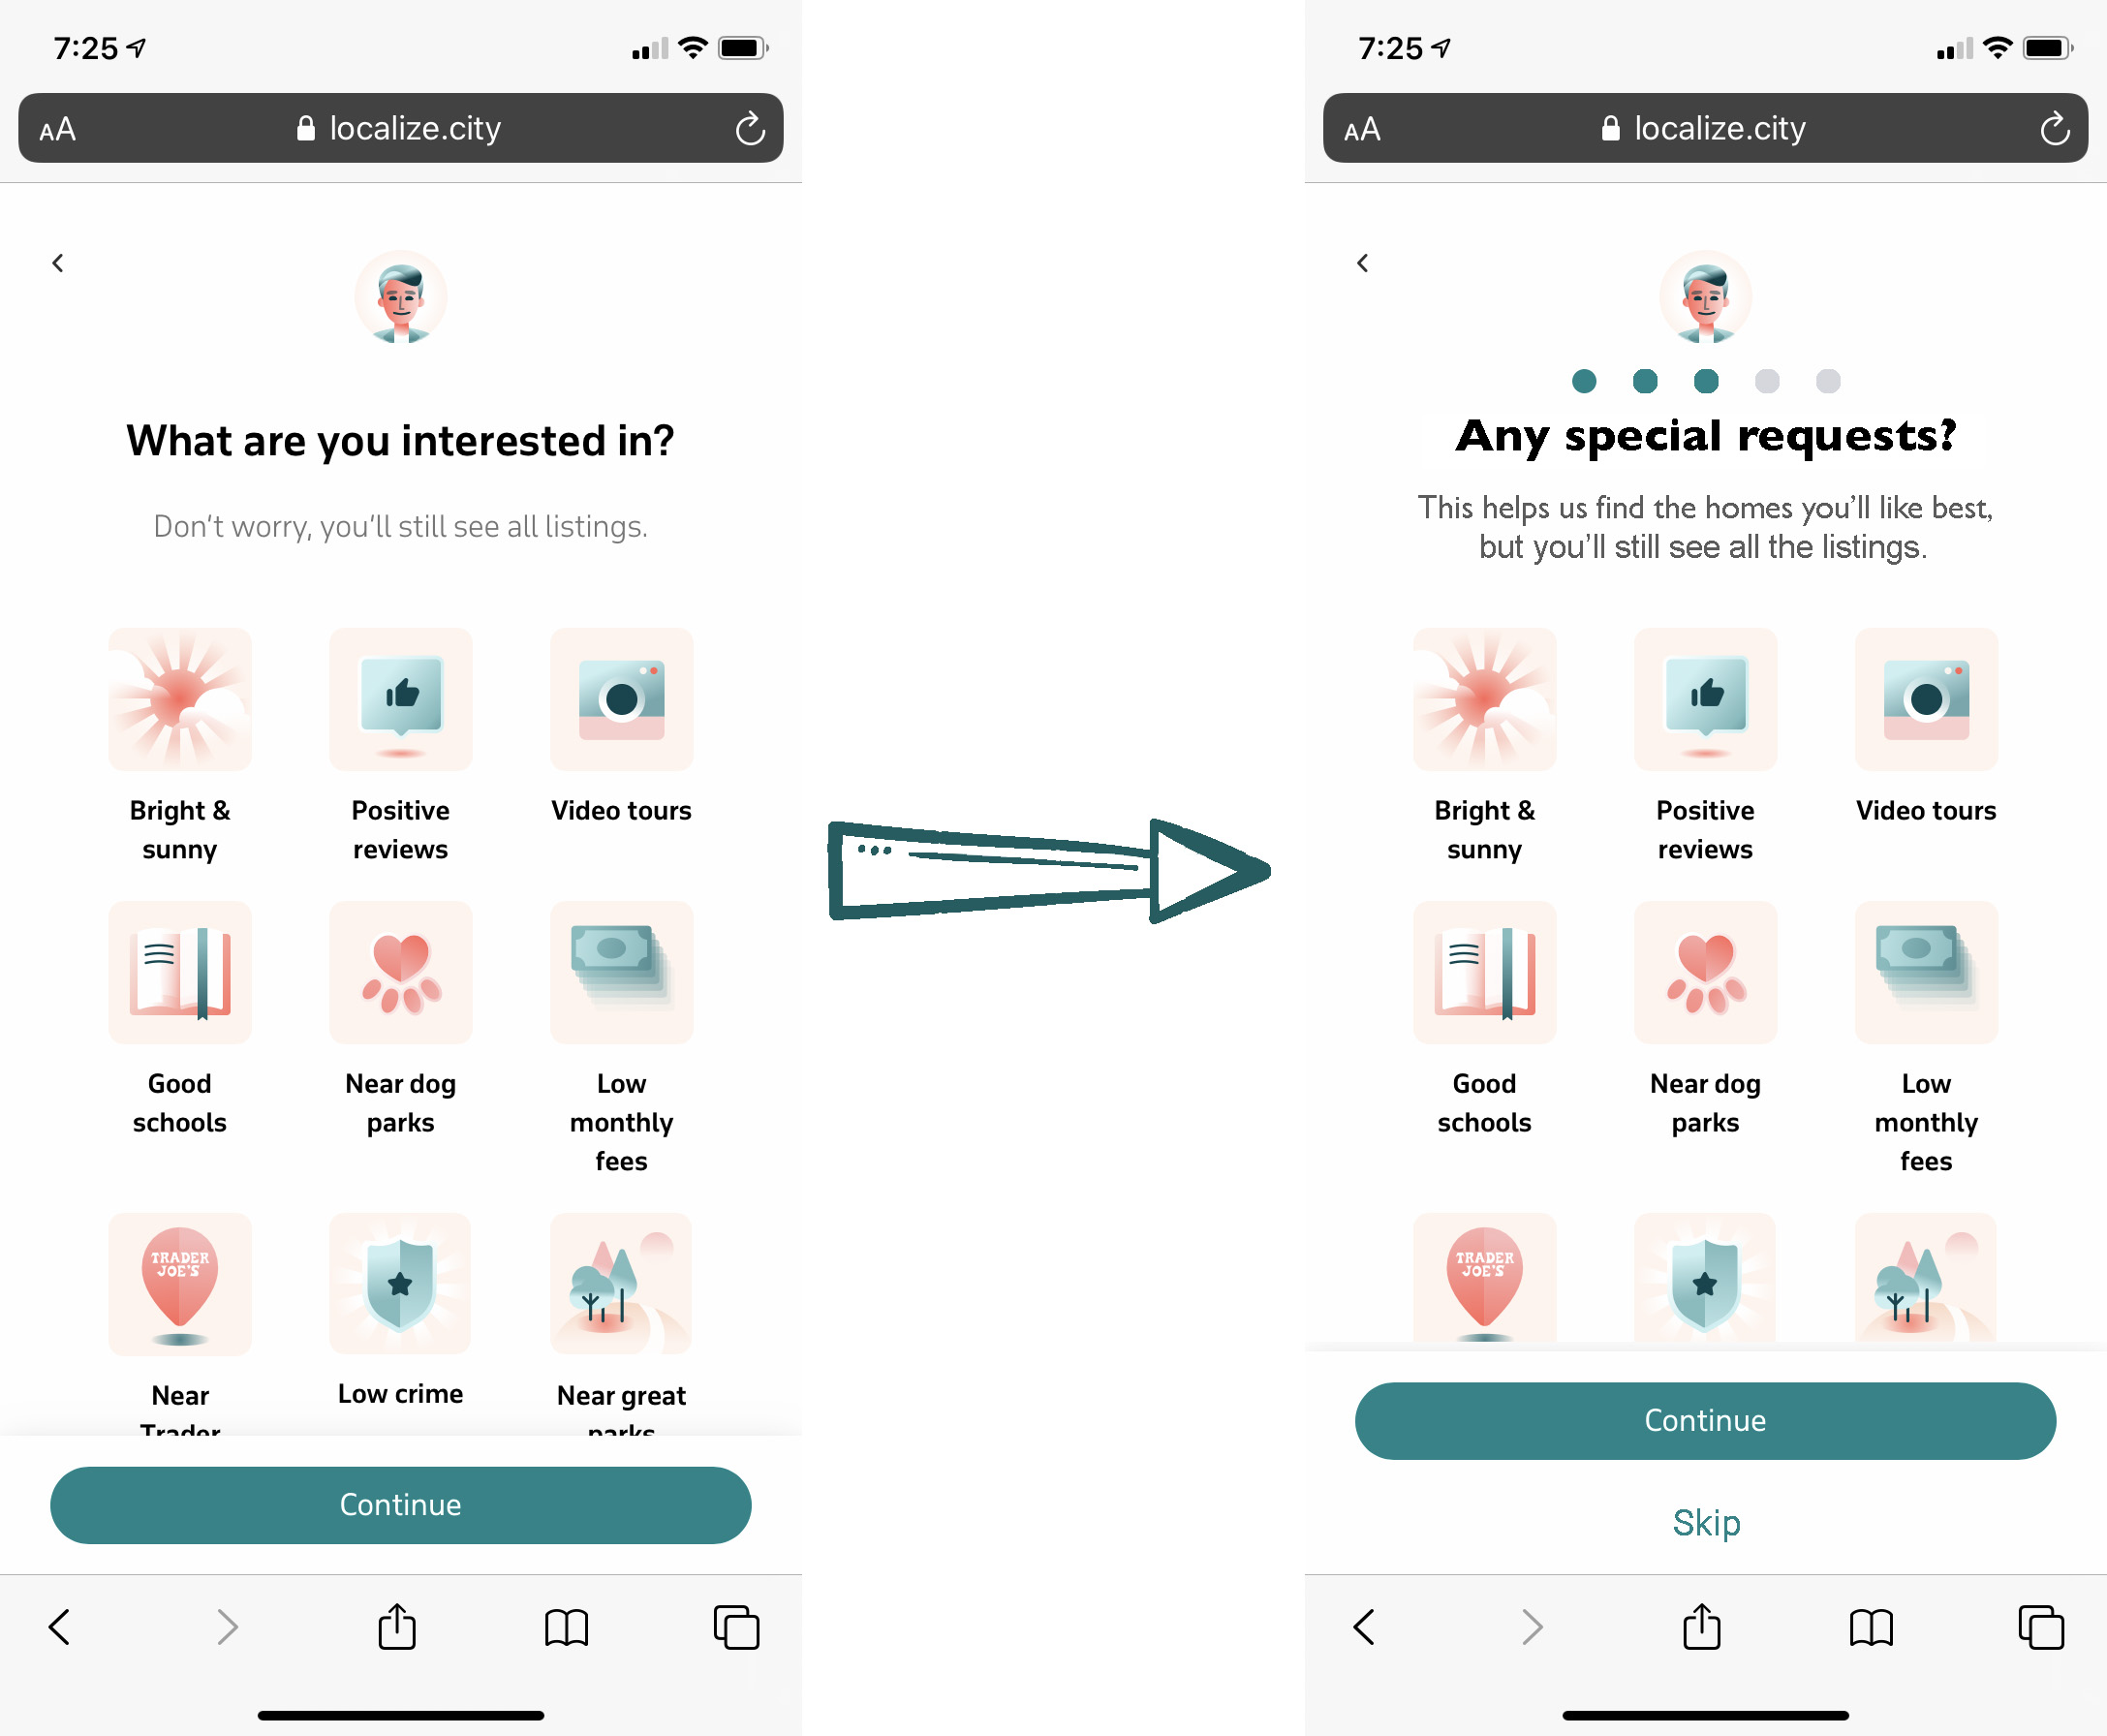 7:25
AA localize.city
What are you interested in?
Don't worry, you'll still see all listings.
Bright & Positive Video tours
sunny reviews
Good Near dog Low
schools parks monthly
fees
TRADER
JOE'S
Near Low crime Near great
Trader parks
Continue
7:25
AA localize.city
Any special requests?
This helps us find the homes you'll like best,
but you'll still see all the listings.
Bright & Positive Video tours
sunny reviews
Good Near dog Low
schools parks monthly
fees
TRADER
JOE'S
Continue
Skip